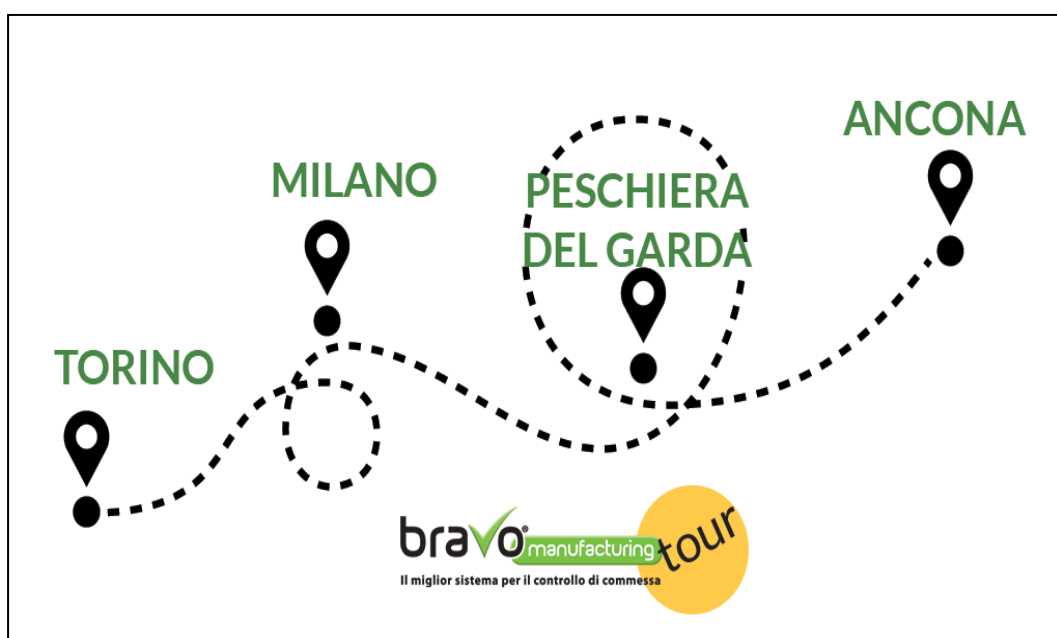 ANCONA
MILANO
PESCHIERA
DEL GARDA
TORINO
bravo®
manufacturing
tour
Il miglior sistema per il controllo di commessa